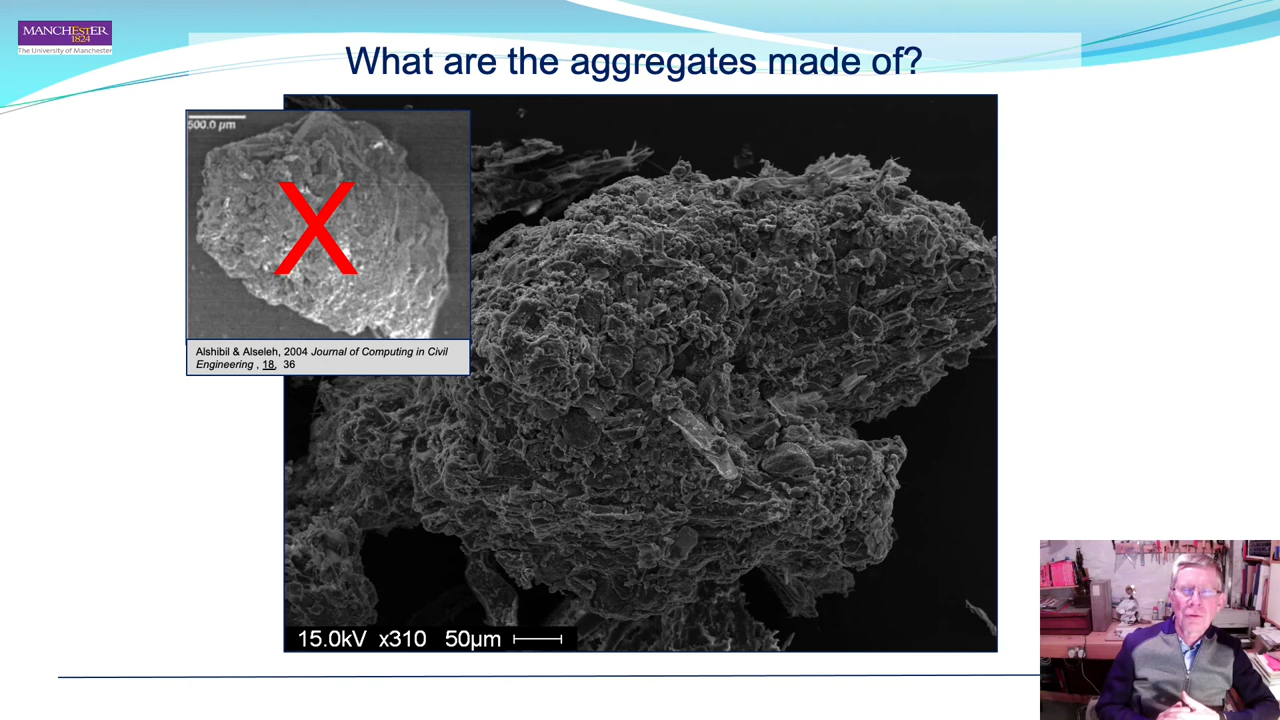 MANCHEsTER
1824
The University of Manchester
What are the aggregates made of?
500.0 µm
X
Alshibil & Alseleh, 2004 Journal of Computing in Civil
Engineering , 18, 36
15.0kV x310 50µm